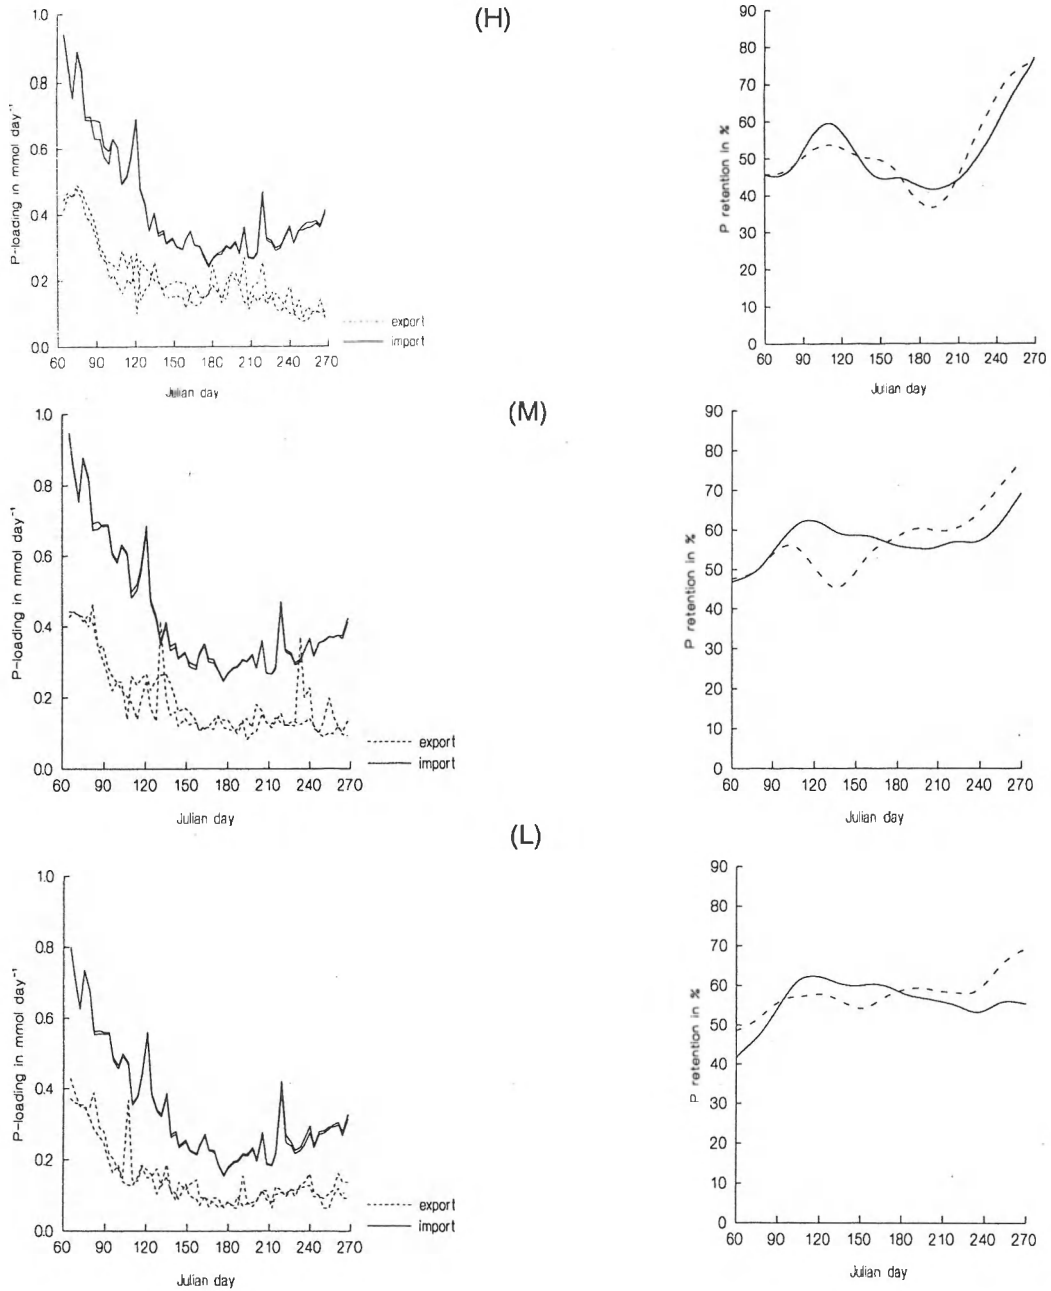 (H)
P-loading in mmol day⁻¹
1.0
0.8
0.6
0.4
0.2
0.0
60 90 120 150 180 210 240 270
Julian day
export
import
P retention in %
90
80
70
60
50
40
30
20
10
0
60 90 120 150 180 210 240 270
Julian day
(M)
P-loading in mmol day⁻¹
1.0
0.8
0.6
0.4
0.2
0.0
60 90 120 150 180 210 240 270
Julian day
export
import
P retention in %
90
80
70
60
50
40
30
20
10
0
60 90 120 150 180 210 240 270
Julian day
(L)
P-loading in mmol day⁻¹
1.0
0.8
0.6
0.4
0.2
0.0
60 90 120 150 180 210 240 270
Julian day
export
import
P retention in %
90
80
70
60
50
40
30
20
10
0
60 90 120 150 180 210 240 270
Julian day